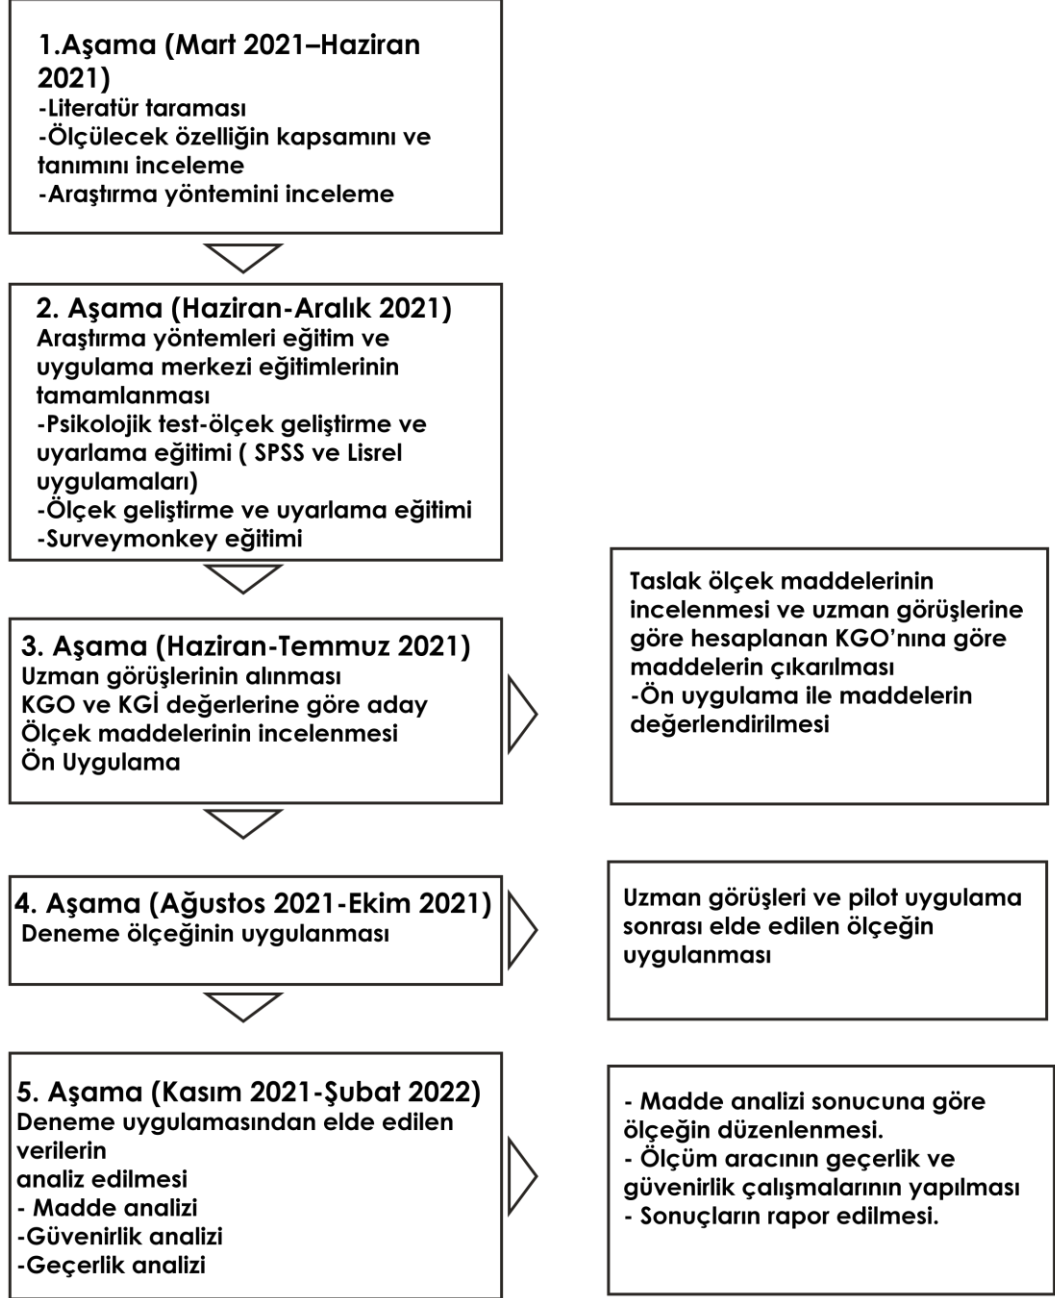 1.Aşama (Mart 2021–Haziran
2021)
-Literatür taraması
-Ölçülecek özelliğin kapsamını ve
tanımını inceleme
-Araştırma yöntemini inceleme
2. Aşama (Haziran-Aralık 2021)
Araştırma yöntemleri eğitim ve
uygulama merkezi eğitimlerinin
tamamlanması
-Psikolojik test-ölçek geliştirme ve
uyarlama eğitimi ( SPSS ve Lisrel
uygulamaları)
-Ölçek geliştirme ve uyarlama eğitimi
-Surveymonkey eğitimi
3. Aşama (Haziran-Temmuz 2021)
Uzman görüşlerinin alınması
KGO ve KGİ değerlerine göre aday
Ölçek maddelerinin incelenmesi
Ön Uygulama
Taslak ölçek maddelerinin
incelenmesi ve uzman görüşlerine
göre hesaplanan KGO’nına göre
maddelerin çıkarılması
-Ön uygulama ile maddelerin
değerlendirilmesi
4. Aşama (Ağustos 2021-Ekim 2021)
Deneme ölçeğinin uygulanması
Uzman görüşleri ve pilot uygulama
sonrası elde edilen ölçeğin
uygulanması
5. Aşama (Kasım 2021-Şubat 2022)
Deneme uygulamasından elde edilen
verilerin
analiz edilmesi
- Madde analizi
-Güvenirlik analizi
-Geçerlik analizi
- Madde analizi sonucuna göre
ölçeğin düzenlenmesi.
- Ölçüm aracının geçerlik ve
güvenirlik çalışmalarının yapılması
- Sonuçların rapor edilmesi.